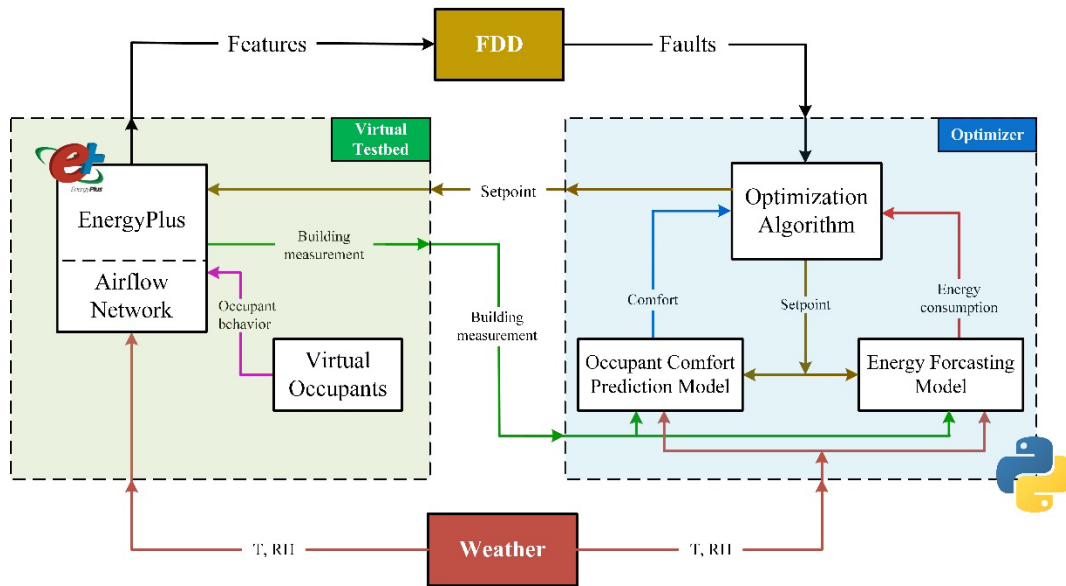 Features
FDD
Faults
Virtual
Testbed
Optimizer
EnergyPlus
EnergyPlus
Airflow
Network
Setpoint
Building
measurement
Occupant
behavior
Virtual
Occupants
Building
measurement
Optimization
Algorithm
Comfort
Setpoint
Energy
consumption
Occupant Comfort
Prediction Model
Energy Forcasting
Model
T, RH
Weather
T, RH